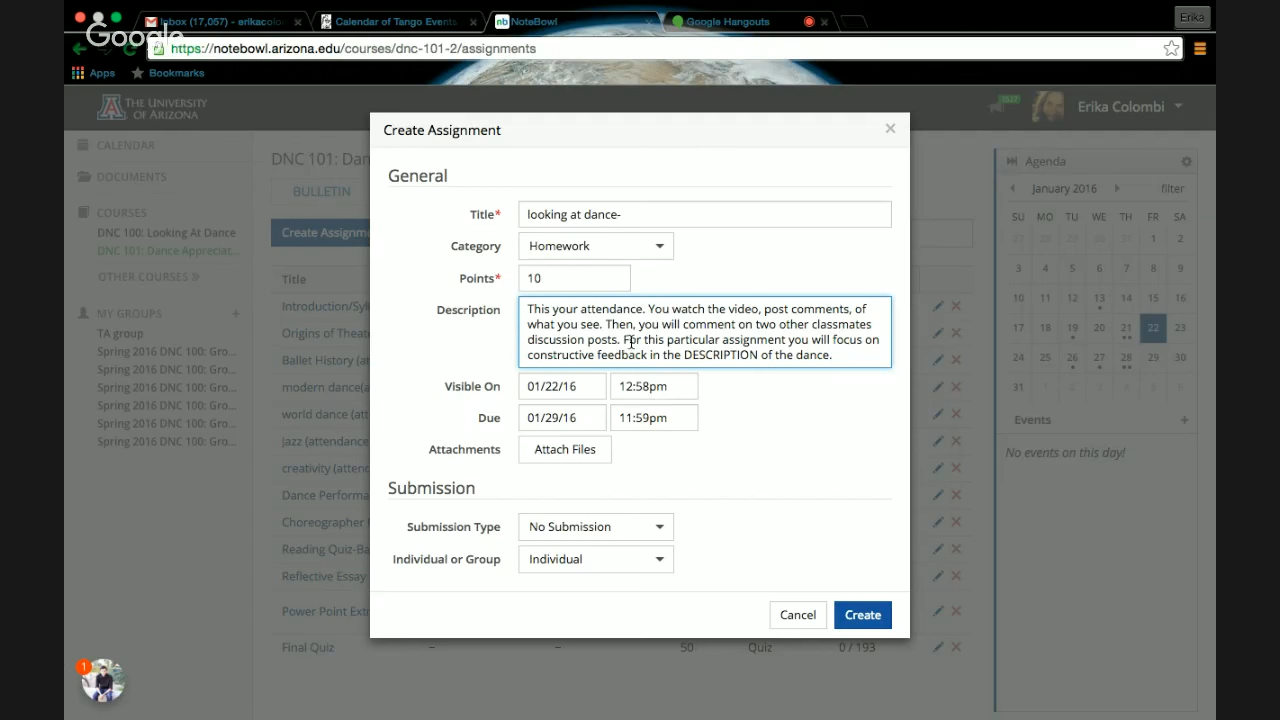 Inbox (17,057) - erikacolor
Calendar of Tango Events
nb NoteBowl
Google Hangouts
Erika
Google
https://notebowl.arizona.edu/courses/dnc-101-2/assignments
Apps
Bookmarks
THE UNIVERSITY
OF ARIZONA
Erika Colombi
CALENDAR
DOCUMENTS
COURSES
DNC 100: Looking At Dance
DNC 101: Dance Appreciat...
OTHER COURSES
MY GROUPS +
TA group
Spring 2016 DNC 100: Gro...
Spring 2016 DNC 100: Gro...
Spring 2016 DNC 100: Gro...
Spring 2016 DNC 100: Gro...
Spring 2016 DNC 100: Gro...
DNC 101: Dan
BULLETIN
Create Assignme
Title
Introduction/Syl
Origins of Theate
Ballet History (at
modern dance(a
world dance (att
Jazz (attendance
creativity (attend
Dance Performa
Choreographer
Reading Quiz-Ba
Reflective Essay
Power Point Extr
Final Quiz – – 50 Quiz 0 / 193
Create Assignment ×
General
Title* looking at dance-
Category Homework
Points* 10
Description This your attendance. You watch the video, post comments, of
what you see. Then, you will comment on two other classmates
discussion posts. For this particular assignment you will focus on
constructive feedback in the DESCRIPTION of the dance.
Visible On 01/22/16 12:58pm
Due 01/29/16 11:59pm
Attachments Attach Files
Submission
Submission Type No Submission
Individual or Group Individual
Cancel Create
Agenda
January 2016 filter
SU MO TU WE TH FR SA
27 28 29 30 31 1 2
3 4 5 6 7 8 9
10 11 12 13 14 15 16
17 18 19 20 21 22 23
24 25 26 27 28 29 30
31 1 2 3 4 5 6
Events +
No events on this day!
1